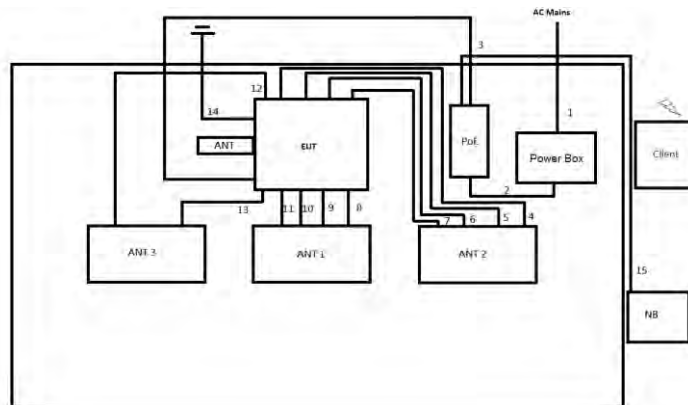 AC Mains
3
12
14
1
ANT
EUT
PoE
Power Box
Client
2
13
11
10
9
8
7
6
5
4
ANT 3
ANT 1
ANT 2
15
NB